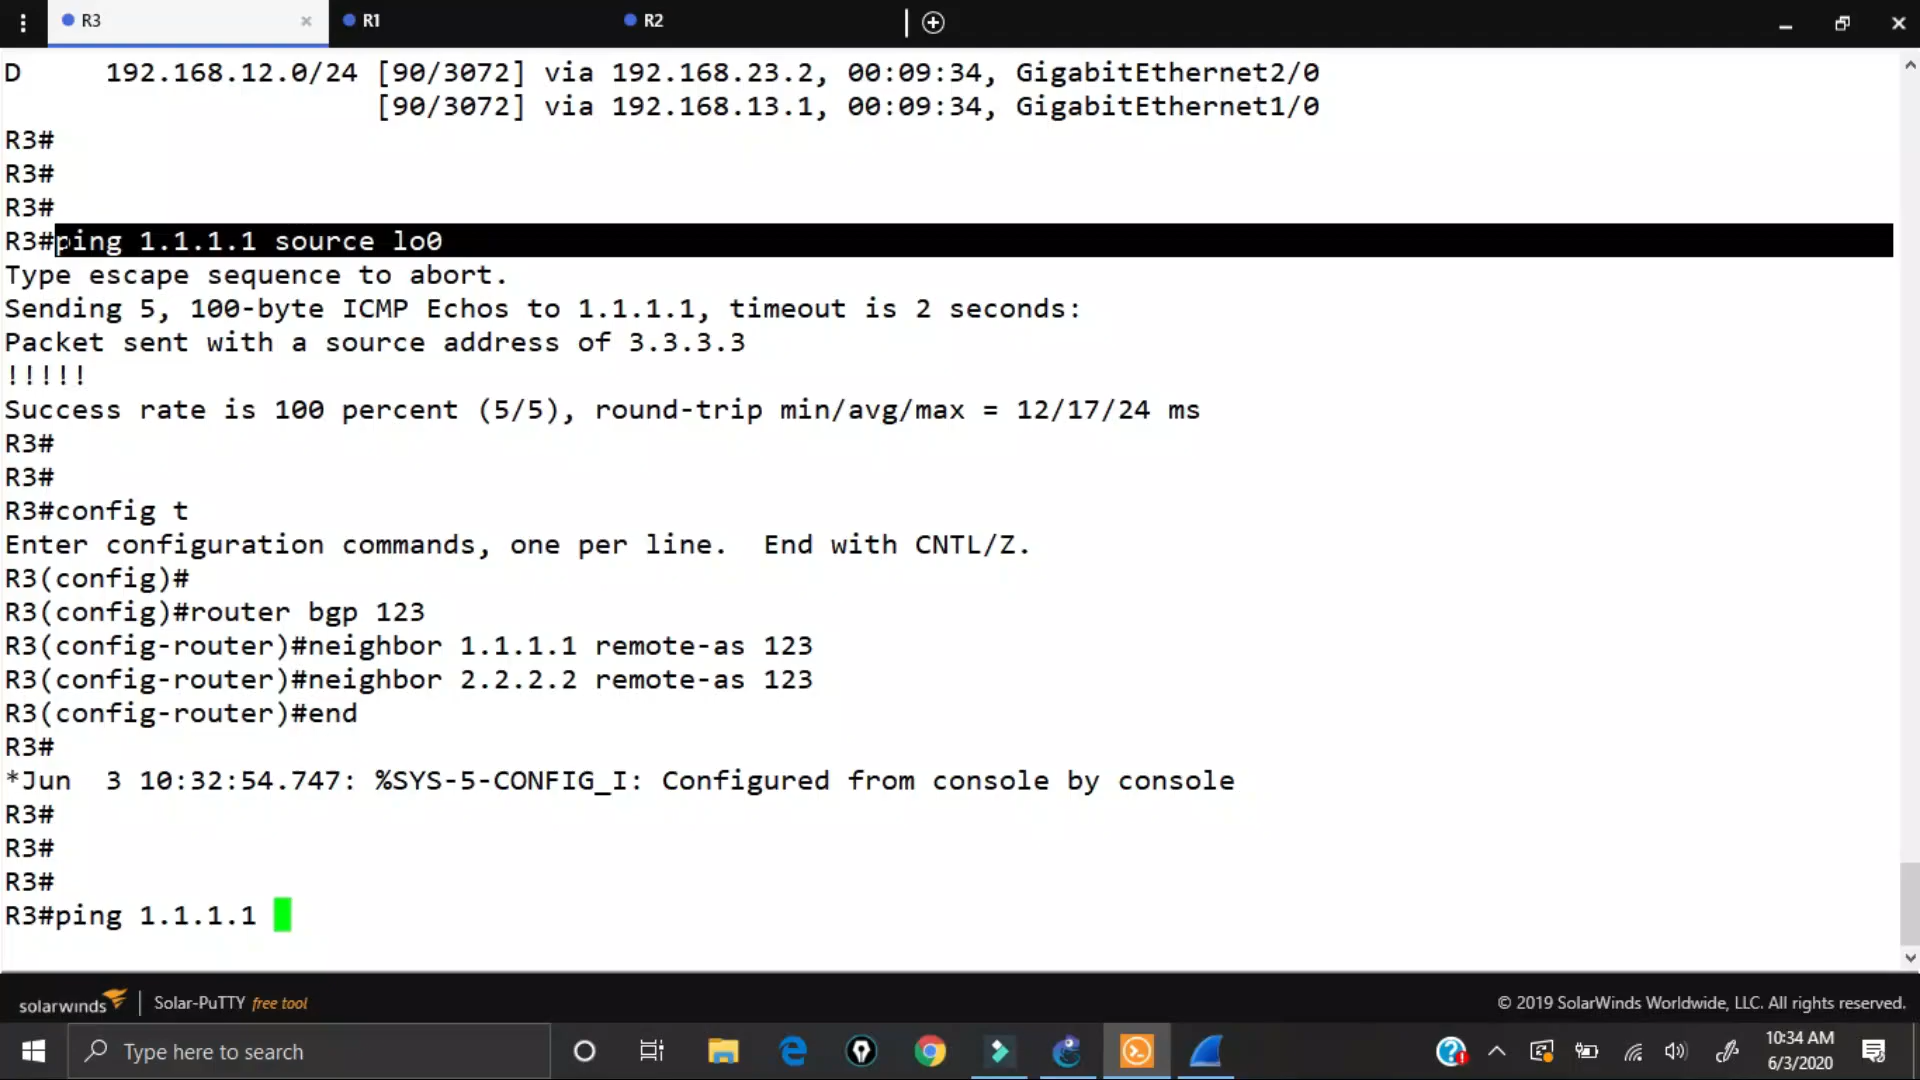 R3 × R1 R2
D 192.168.12.0/24 [90/3072] via 192.168.23.2, 00:09:34, GigabitEthernet2/0
[90/3072] via 192.168.13.1, 00:09:34, GigabitEthernet1/0
R3#
R3#
R3#
R3#ping 1.1.1.1 source lo0
Type escape sequence to abort.
Sending 5, 100-byte ICMP Echos to 1.1.1.1, timeout is 2 seconds:
Packet sent with a source address of 3.3.3.3
!!!!!
Success rate is 100 percent (5/5), round-trip min/avg/max = 12/17/24 ms
R3#
R3#
R3#config t
Enter configuration commands, one per line.  End with CNTL/Z.
R3(config)#
R3(config)#router bgp 123
R3(config-router)#neighbor 1.1.1.1 remote-as 123
R3(config-router)#neighbor 2.2.2.2 remote-as 123
R3(config-router)#end
R3#
*Jun  3 10:32:54.747: %SYS-5-CONFIG_I: Configured from console by console
R3#
R3#
R3#
R3#ping 1.1.1.1
solarwinds | Solar-PuTTY free tool © 2019 SolarWinds Worldwide, LLC. All rights reserved.
Type here to search 10:34 AM
6/3/2020